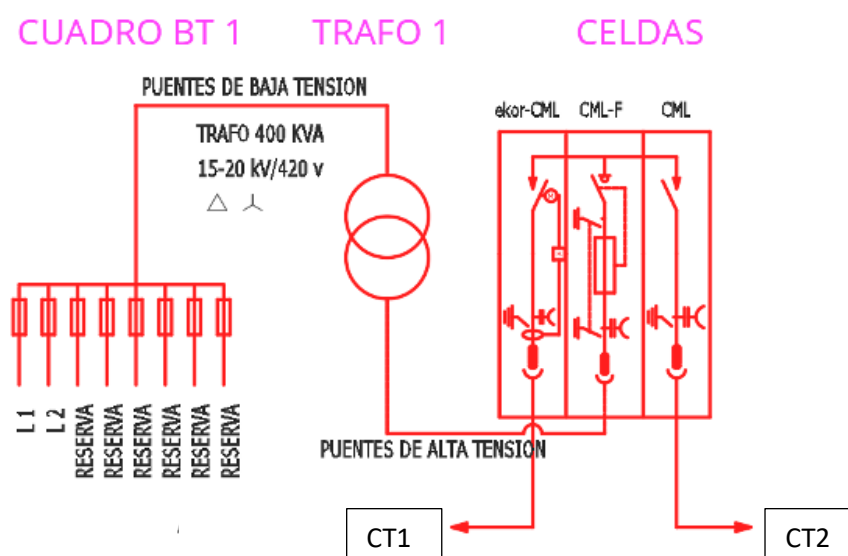 CUADRO BT 1
TRAFO 1
CELDAS
PUENTES DE BAJA TENSION
TRAFO 400 KVA
15-20 kV/420 v
ekor-CML
CML-F
CML
M
L 1
L 2
RESERVA
RESERVA
RESERVA
RESERVA
RESERVA
RESERVA
PUENTES DE ALTA TENSION
CT1
CT2